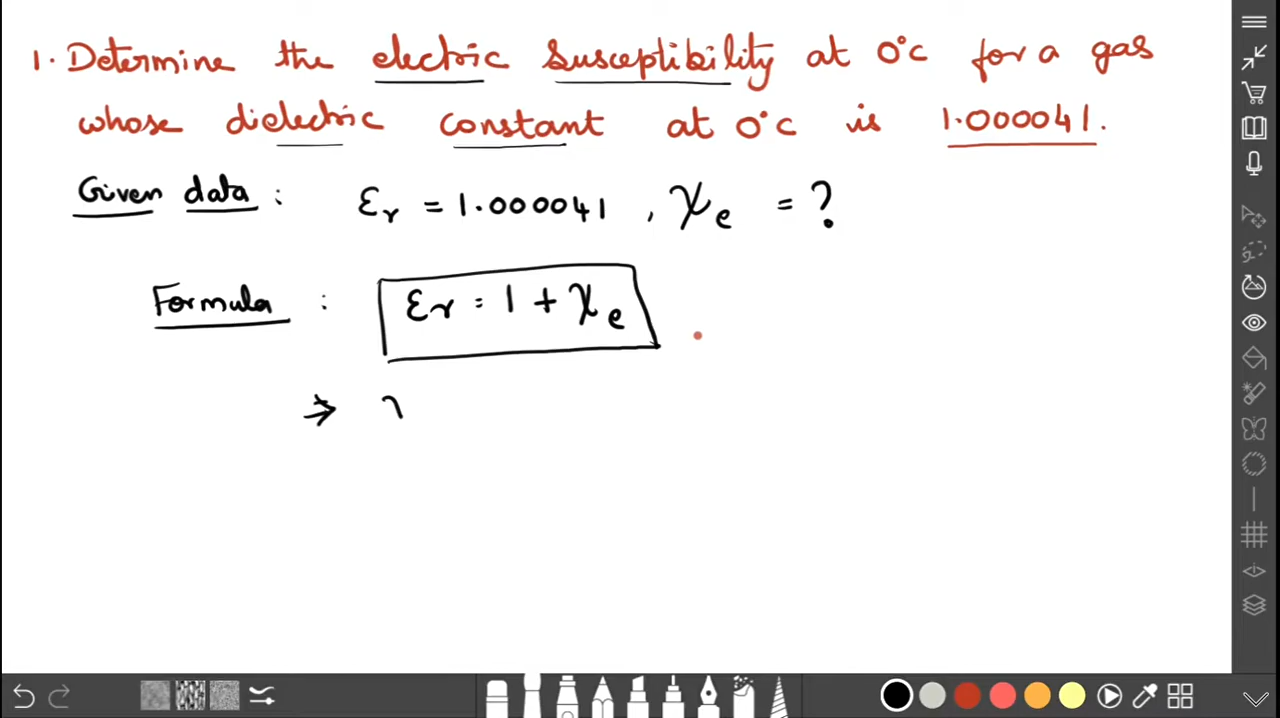 1. Determine the electric susceptibility at 0°c for a gas
whose dielectric constant at 0°c is 1.000041.
Given data : εr = 1.000041, χe = ?
Formula : εr = 1 + χe
⇒